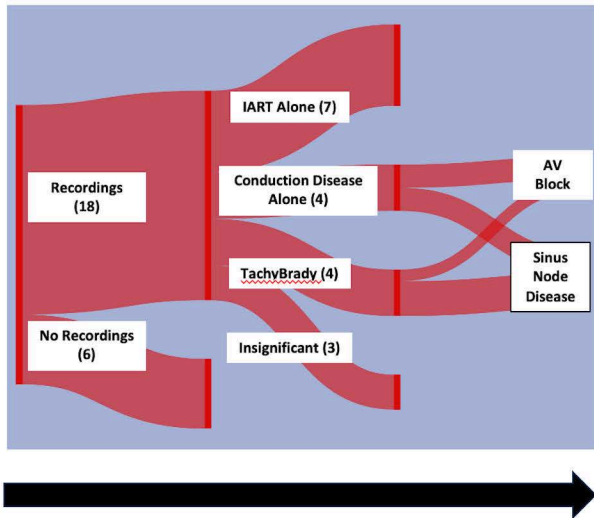 Recordings
(18)
No Recordings
(6)
IART Alone (7)
Conduction Disease
Alone (4)
TachyBrady (4)
Insignificant (3)
AV
Block
Sinus
Node
Disease